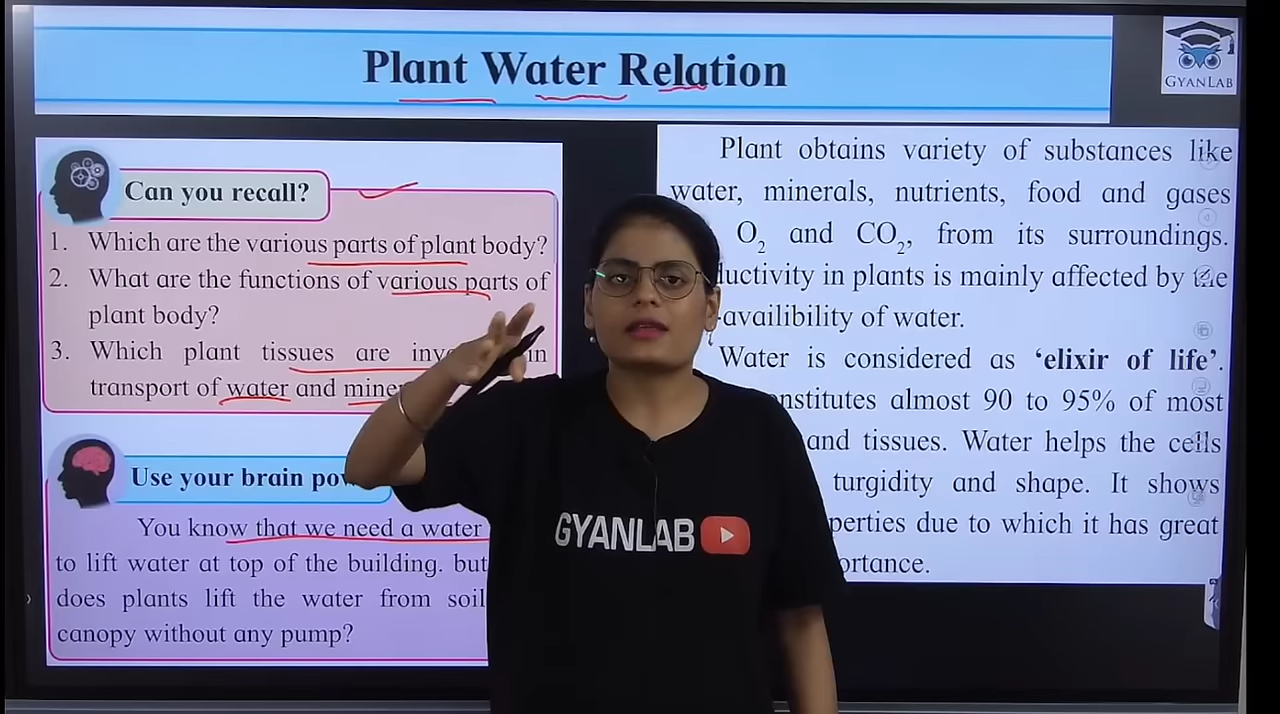 Plant Water Relation
GYANLAB
Can you recall?
1. Which are the various parts of plant body?
2. What are the functions of various parts of
plant body?
3. Which plant tissues are in
transport of water and
Use your brain
You know that we need a water
to lift water at top of the building. but
does plants lift the water from soil
canopy without any pump?
Plant obtains variety of substances like
water, minerals, nutrients, food and gases
O2 and CO2, from its surroundings.
in plants is mainly affected by the
availibility of water.
Water is considered as ‘elixir of life’.
almost 90 to 95% of most
and tissues. Water helps the cells
turgidity and shape. It shows
due to which it has great
GYANLAB